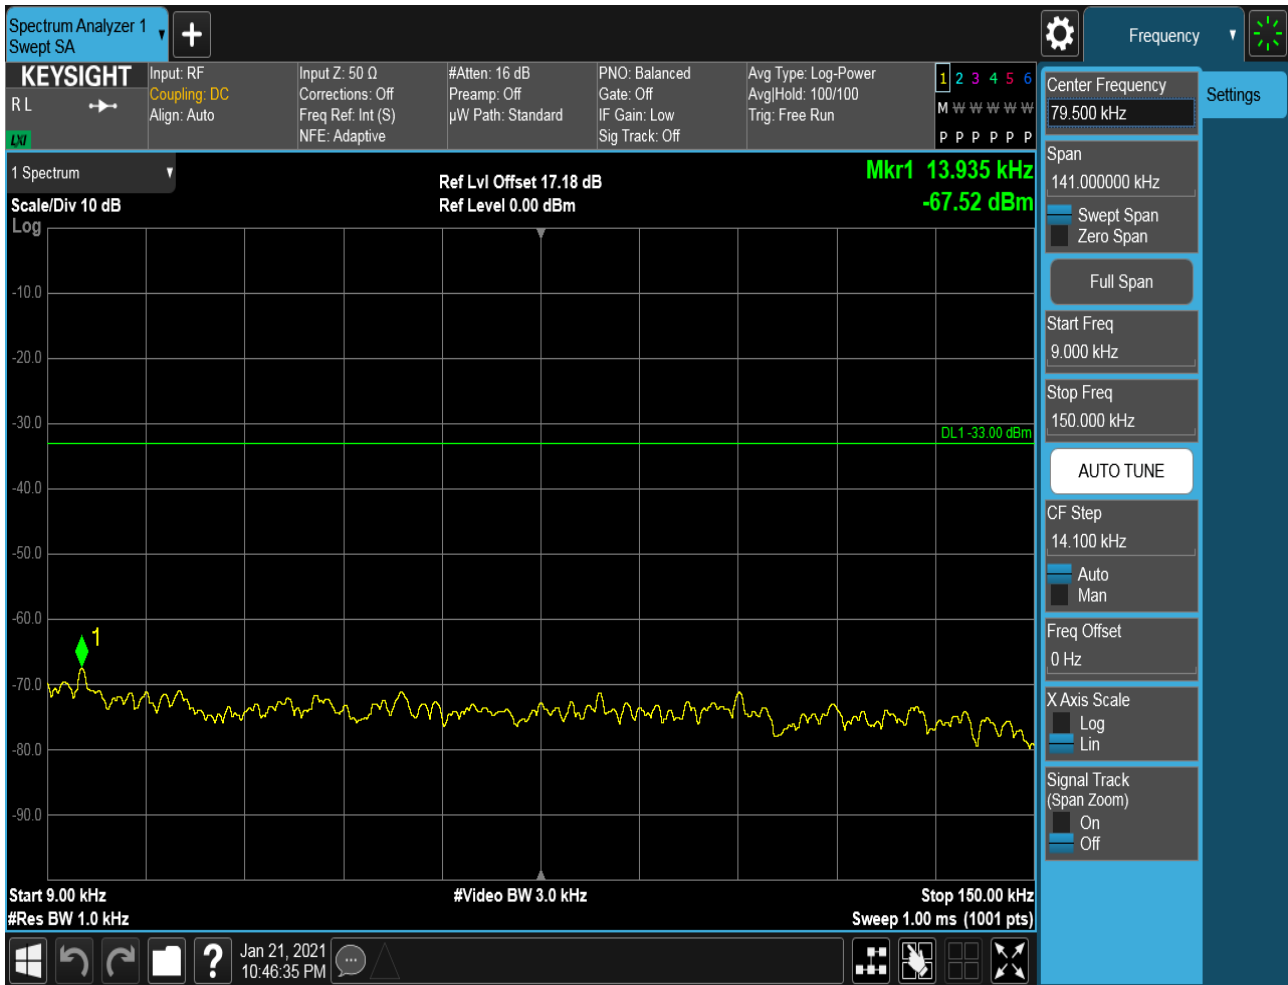 Spectrum Analyzer 1
Swept SA
+
Frequency
KEYSIGHT
R L
LXI
Input: RF
Coupling: DC
Align: Auto
Input Z: 50 Ω
Corrections: Off
Freq Ref: Int (S)
NFE: Adaptive
#Atten: 16 dB
Preamp: Off
µW Path: Standard
PNO: Balanced
Gate: Off
IF Gain: Low
Sig Track: Off
Avg Type: Log-Power
Avg|Hold: 100/100
Trig: Free Run
1 2 3 4 5 6
M W W W W W
P P P P P P
1 Spectrum
Scale/Div 10 dB
Log
Ref Lvl Offset 17.18 dB
Ref Level 0.00 dBm
Mkr1 13.935 kHz
-67.52 dBm
-10.0
-20.0
-30.0
DL1 -33.00 dBm
-40.0
-50.0
-60.0
1
-70.0
-80.0
-90.0
Start 9.00 kHz
#Video BW 3.0 kHz
Stop 150.00 kHz
#Res BW 1.0 kHz
Sweep 1.00 ms (1001 pts)
?
Jan 21, 2021
10:46:35 PM
Center Frequency
79.500 kHz
Settings
Span
141.000000 kHz
Swept Span
Zero Span
Full Span
Start Freq
9.000 kHz
Stop Freq
150.000 kHz
AUTO TUNE
CF Step
14.100 kHz
Auto
Man
Freq Offset
0 Hz
X Axis Scale
Log
Lin
Signal Track
(Span Zoom)
On
Off